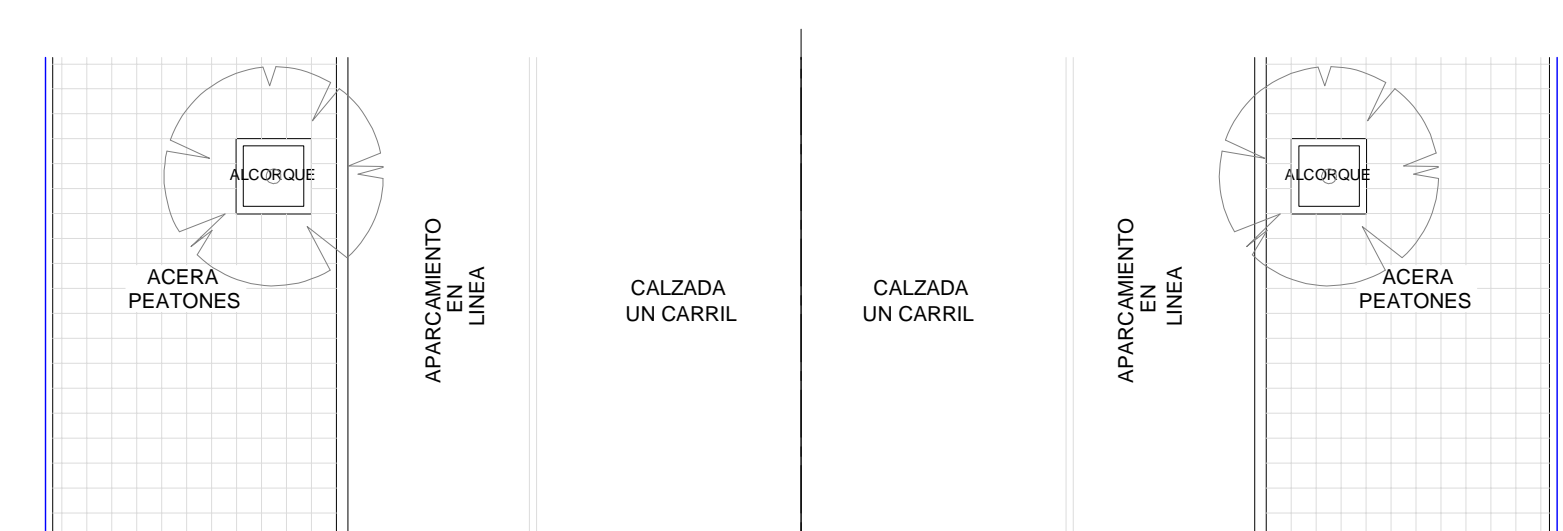 ALCORQUE
ACERA
PEATONES
APARCAMIENTO
EN
LINEA
CALZADA
UN CARRIL
CALZADA
UN CARRIL
APARCAMIENTO
EN
LINEA
ALCORQUE
ACERA
PEATONES